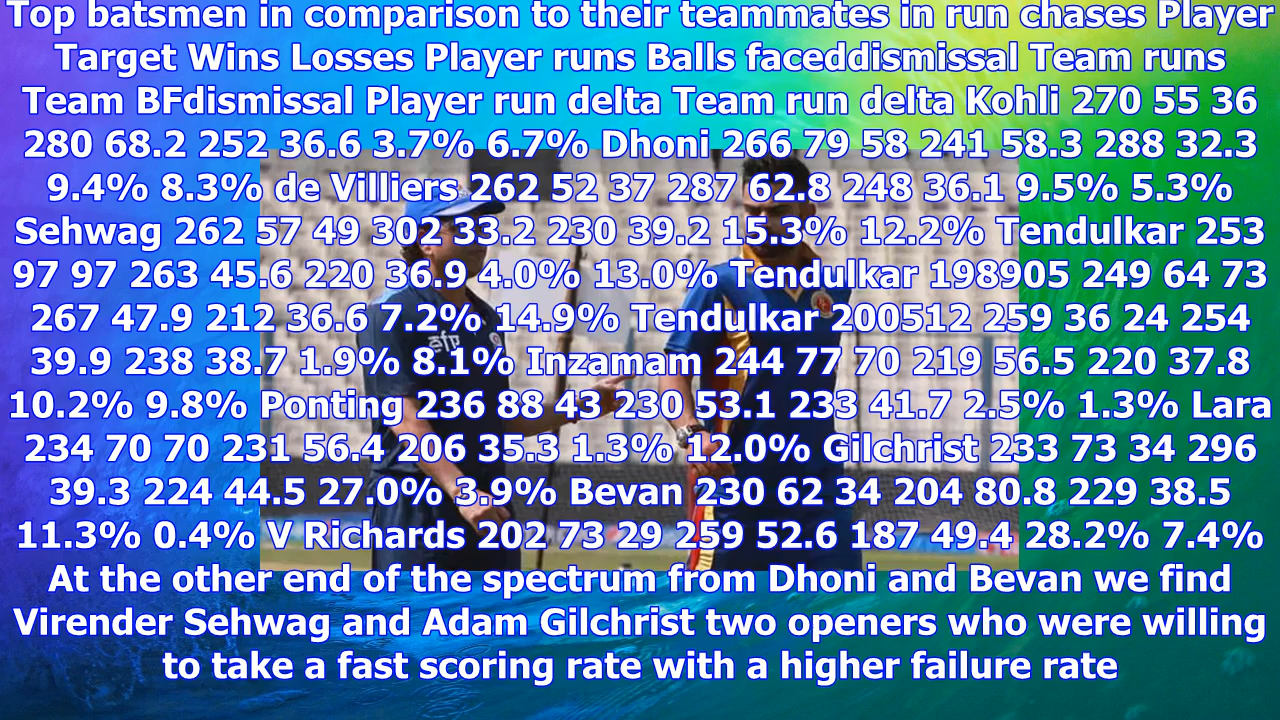 Top batsmen in comparison to their teammates in run chases Player
Target Wins Losses Player runs Balls faceddismissal Team runs
Team BFdismissal Player run delta Team run delta Kohli 270 55 36
280 68.2 252 36.6 3.7% 6.7% Dhoni 266 79 58 241 58.3 288 32.3
9.4% 8.3% de Villiers 262 52 37 287 62.8 248 36.1 9.5% 5.3%
Sehwag 262 57 49 302 33.2 230 39.2 15.3% 12.2% Tendulkar 253
97 97 263 45.6 220 36.9 4.0% 13.0% Tendulkar 198905 249 64 73
267 47.9 212 36.6 7.2% 14.9% Tendulkar 200512 259 36 24 254
39.9 238 38.7 1.9% 8.1% Inzamam 244 77 70 219 56.5 220 37.8
10.2% 9.8% Ponting 236 88 43 230 53.1 233 41.7 2.5% 1.3% Lara
234 70 70 231 56.4 206 35.3 1.3% 12.0% Gilchrist 233 73 34 296
39.3 224 44.5 27.0% 3.9% Bevan 230 62 34 204 80.8 229 38.5
11.3% 0.4% V Richards 202 73 29 259 52.6 187 49.4 28.2% 7.4%
At the other end of the spectrum from Dhoni and Bevan we find
Virender Sehwag and Adam Gilchrist two openers who were willing
to take a fast scoring rate with a higher failure rate